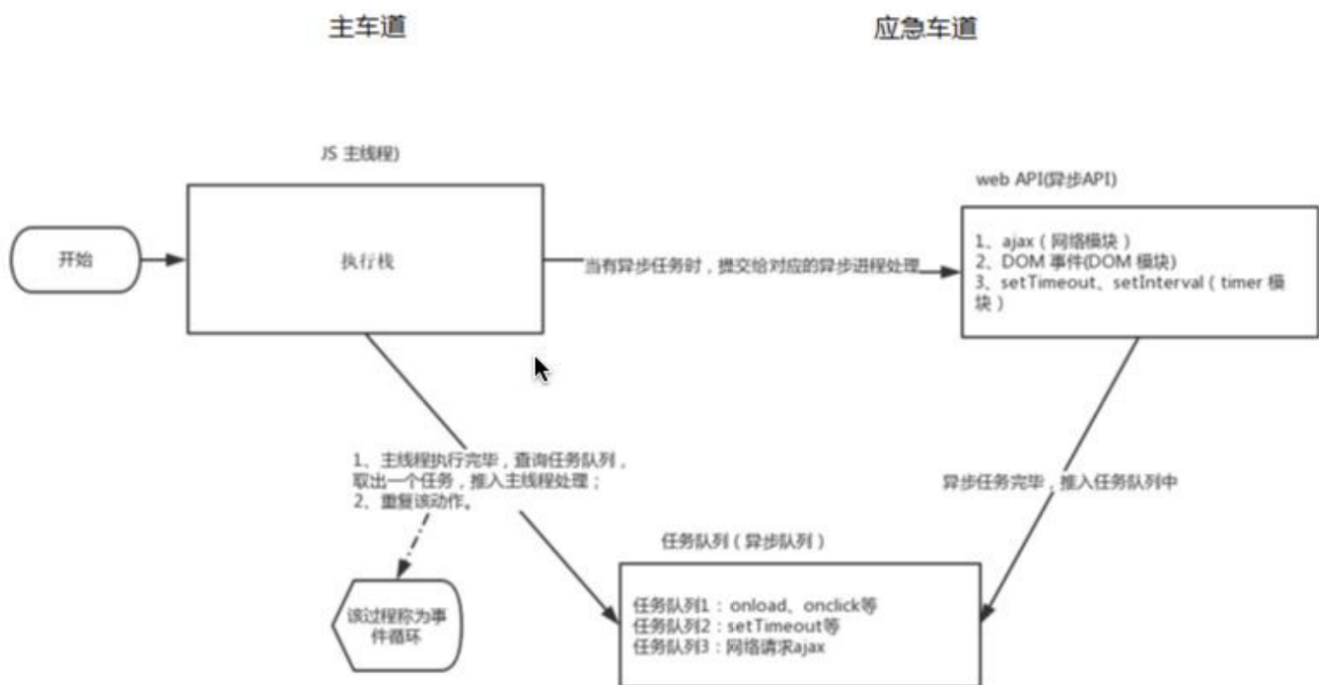 主车道
应急车道
JS 主线程)
web API(异步API)
开始
执行栈
当有异步任务时，提交给对应的异步进程处理
1、ajax（网络模块）
2、DOM 事件(DOM 模块)
3、setTimeout、setInterval（timer 模
块）
1、主线程执行完毕，查询任务队列，
取出一个任务，推入主线程处理；
2、重复该动作。
异步任务完毕，推入任务队列中
任务队列（异步队列）
该过程称为事
件循环
任务队列1：onload、onclick等
任务队列2：setTimeout等
任务队列3：网络请求ajax